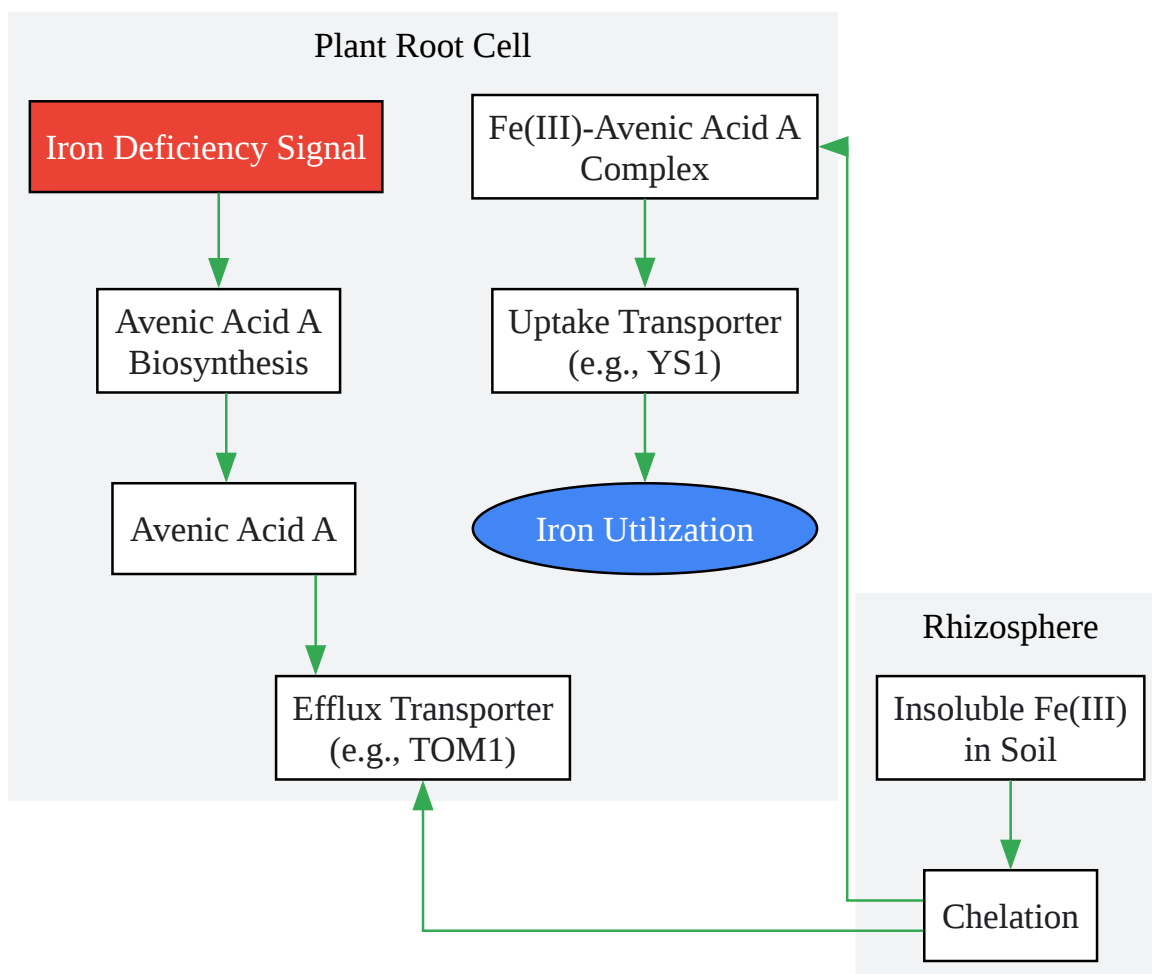 Plant Root Cell
Iron Deficiency Signal
Avenic Acid A
Biosynthesis
Avenic Acid A
Efflux Transporter
(e.g., TOM1)
Fe(III)-Avenic Acid A
Complex
Uptake Transporter
(e.g., YS1)
Iron Utilization
Rhizosphere
Insoluble Fe(III)
in Soil
Chelation